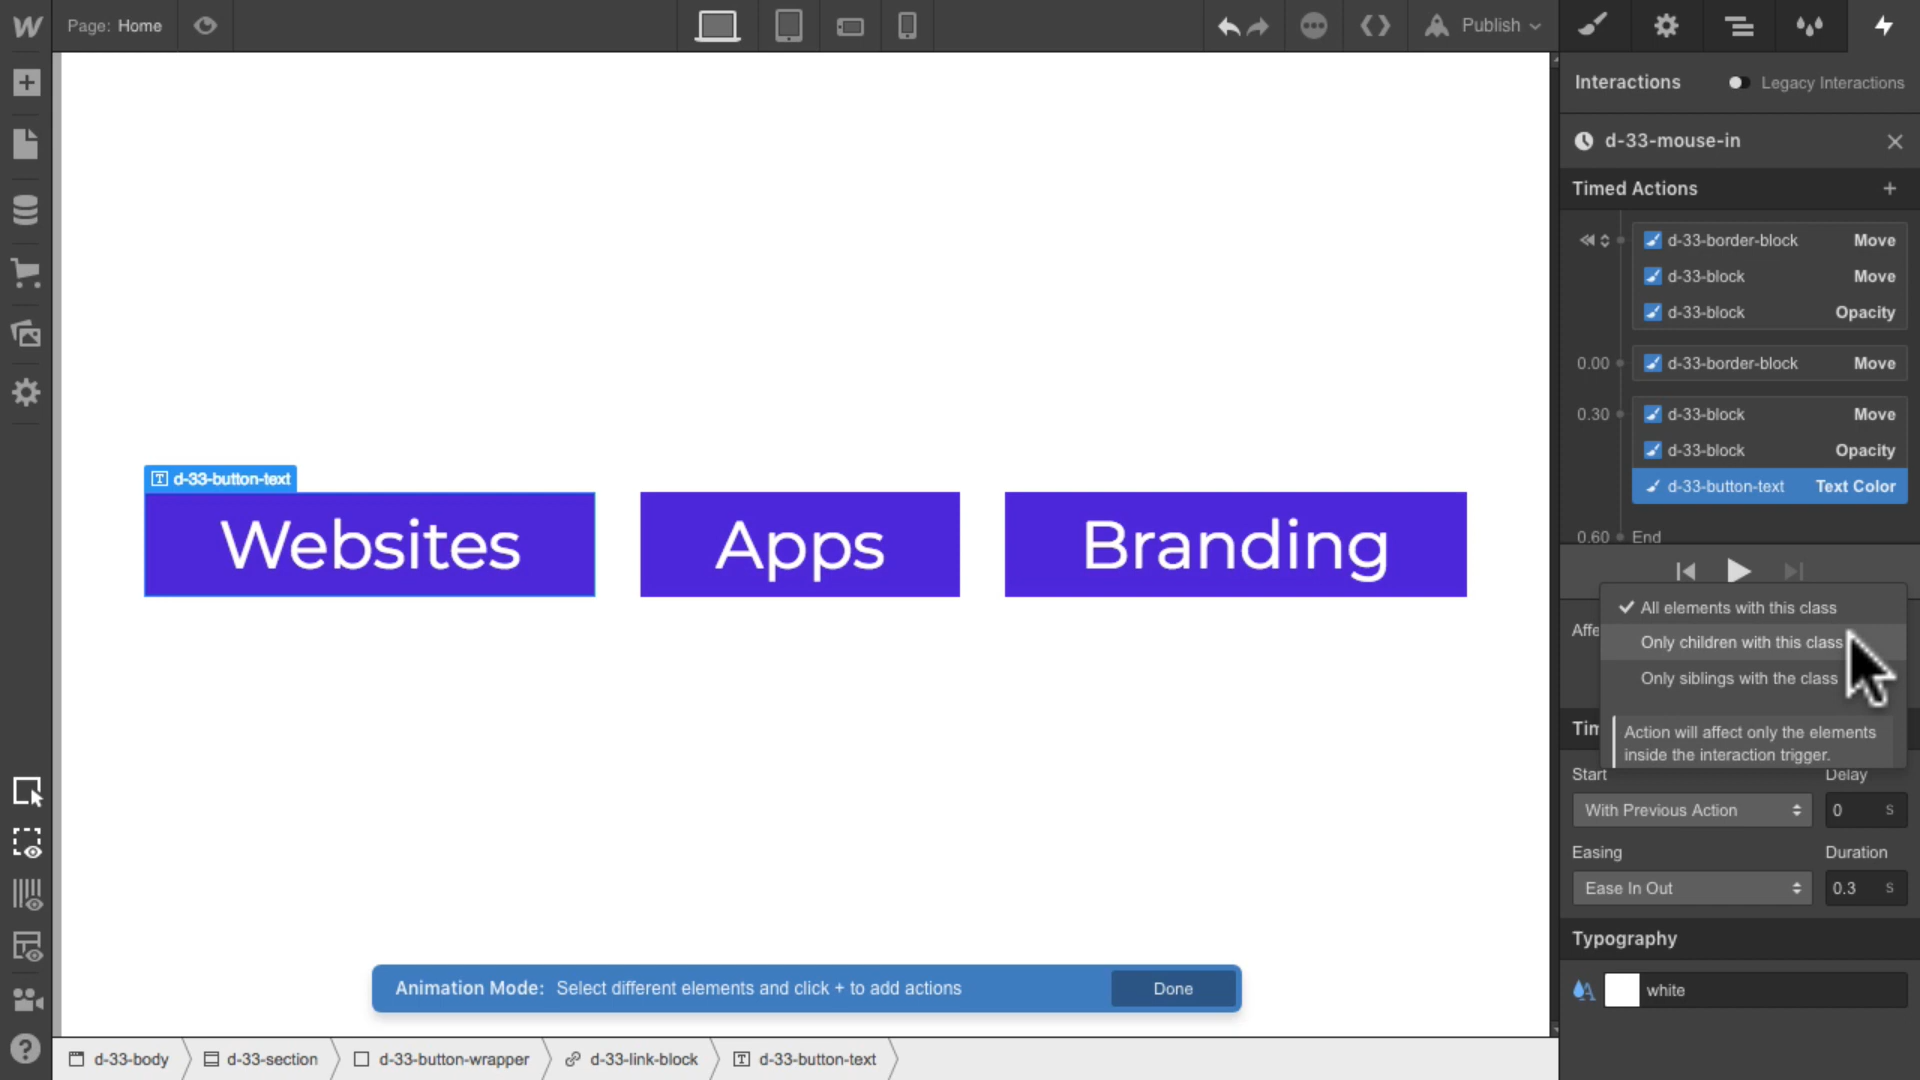 Page: Home
Publish
Interactions
Legacy Interactions
d-33-mouse-in
Timed Actions
d-33-border-block Move
d-33-block Move
d-33-block Opacity
0.00 d-33-border-block Move
0.30 d-33-block Move
d-33-block Opacity
d-33-button-text Text Color
0.60 End
d-33-button-text
Websites
Apps
Branding
All elements with this class
Affe
Only children with this class
Only siblings with the class
Tim
Action will affect only the elements
inside the interaction trigger.
Start Delay
With Previous Action 0 S
Easing Duration
Ease In Out 0.3 S
Typography
white
Animation Mode: Select different elements and click + to add actions
Done
d-33-body d-33-section d-33-button-wrapper d-33-link-block d-33-button-text